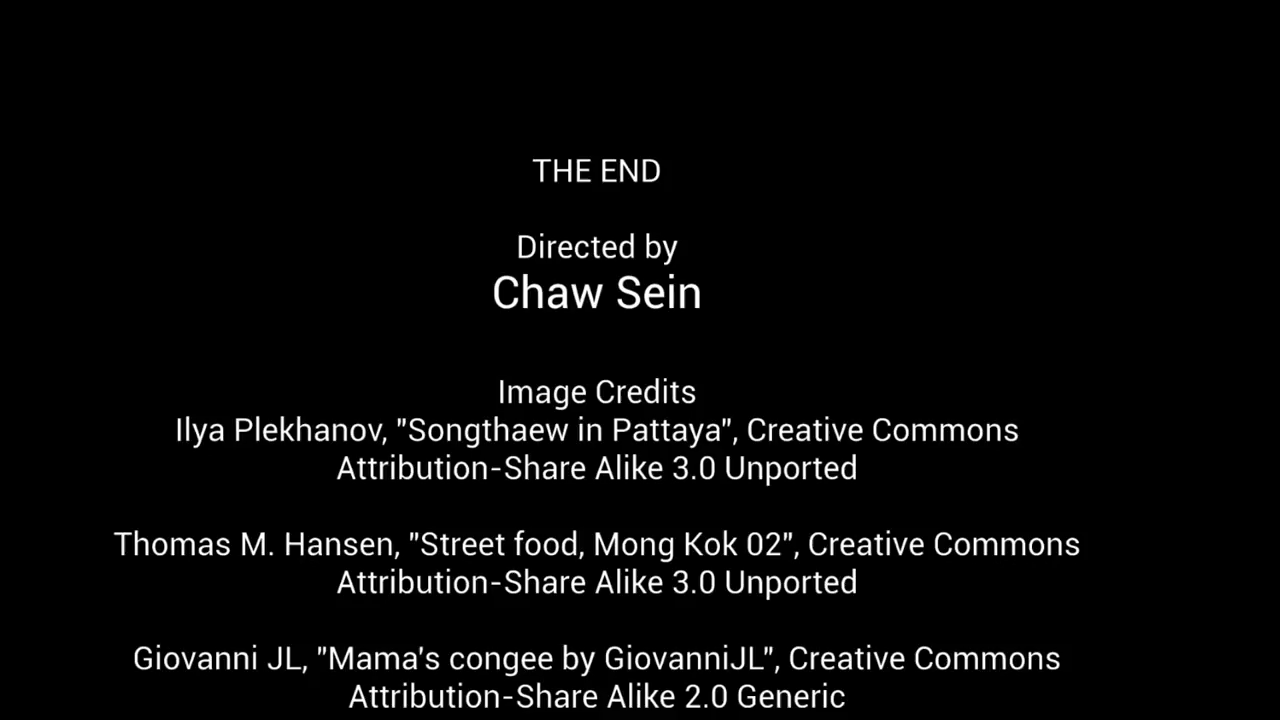 THE END
Directed by
Chaw Sein
Image Credits
Ilya Plekhanov, "Songthaew in Pattaya", Creative Commons
Attribution-Share Alike 3.0 Unported
Thomas M. Hansen, "Street food, Mong Kok 02", Creative Commons
Attribution-Share Alike 3.0 Unported
Giovanni JL, "Mama's congee by GiovanniJL", Creative Commons
Attribution-Share Alike 2.0 Generic